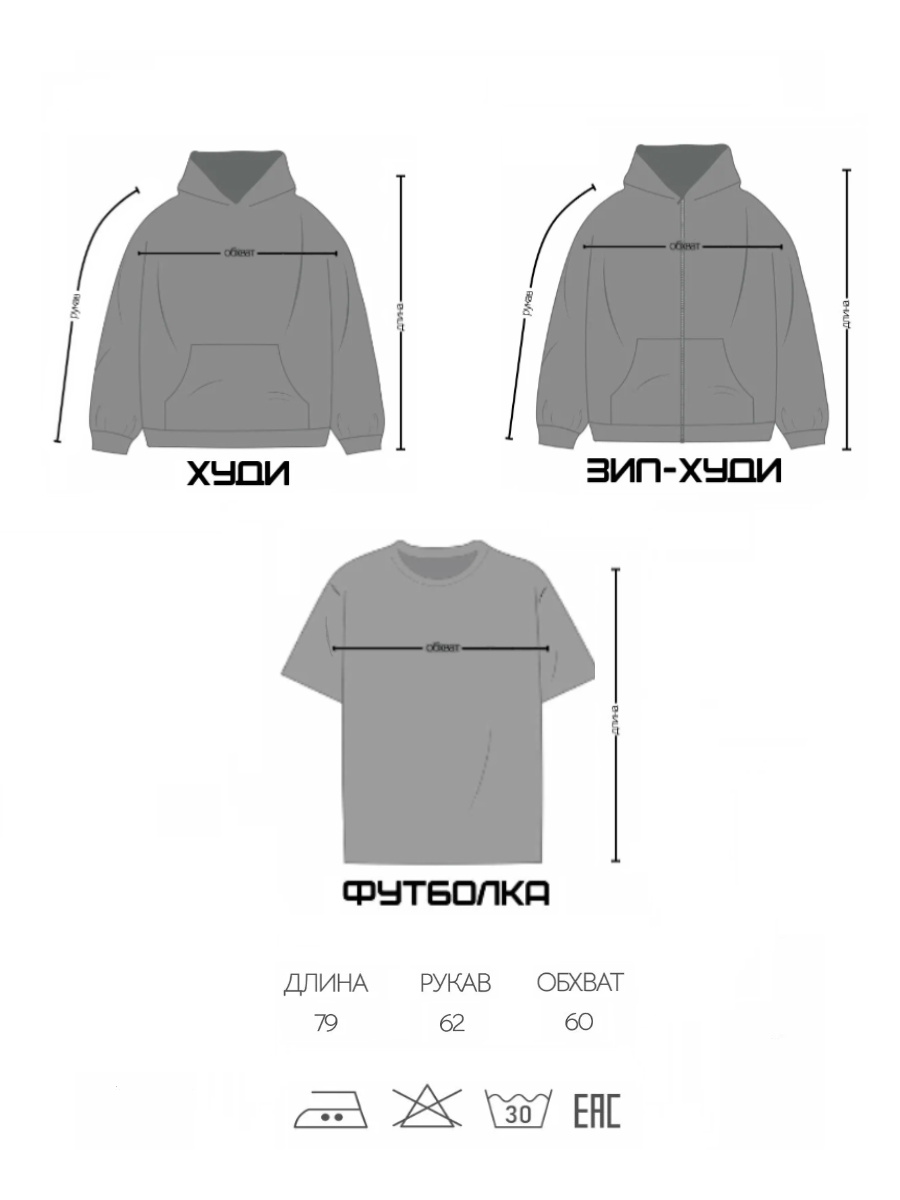 обхват
рукав
длина
ХУДИ
обхват
рукав
длина
ЗИП-ХУДИ
обхват
длина
ФУТБОЛКА
ДЛИНА РУКАВ ОБХВАТ
79 62 60
30 EAC